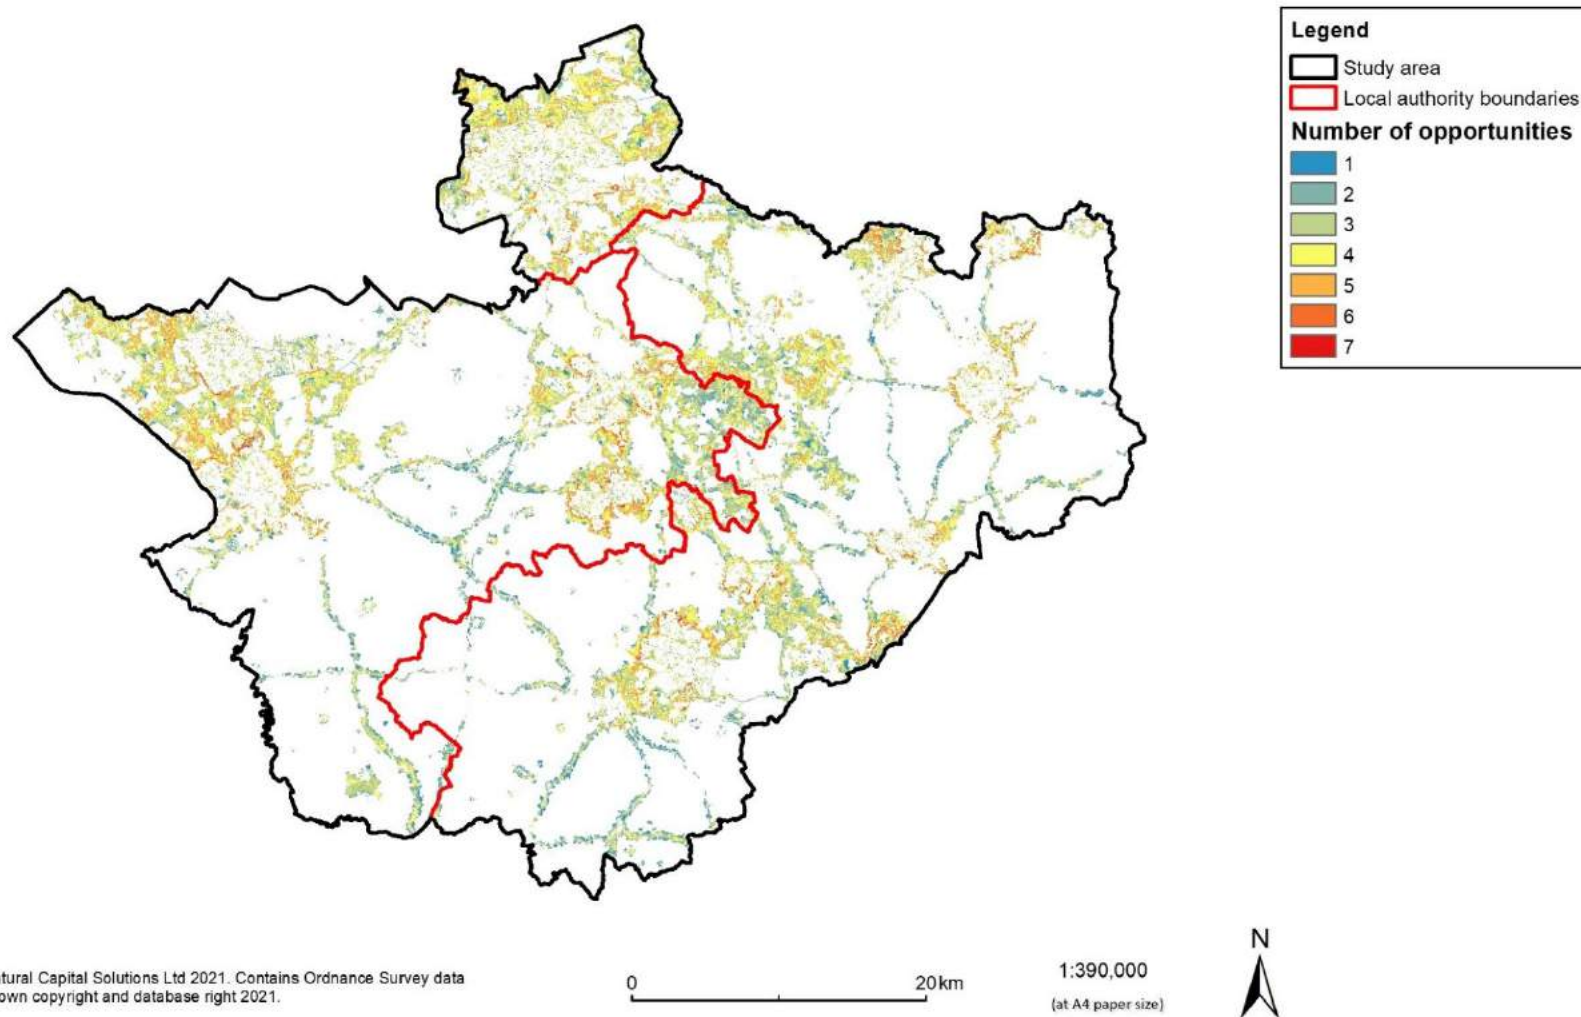 Legend
Study area
Local authority boundaries
Number of opportunities
1
2
3
4
5
6
7
tural Capital Solutions Ltd 2021. Contains Ordnance Survey data
own copyright and database right 2021.
0 20km
1:390,000
(at A4 paper size)
N